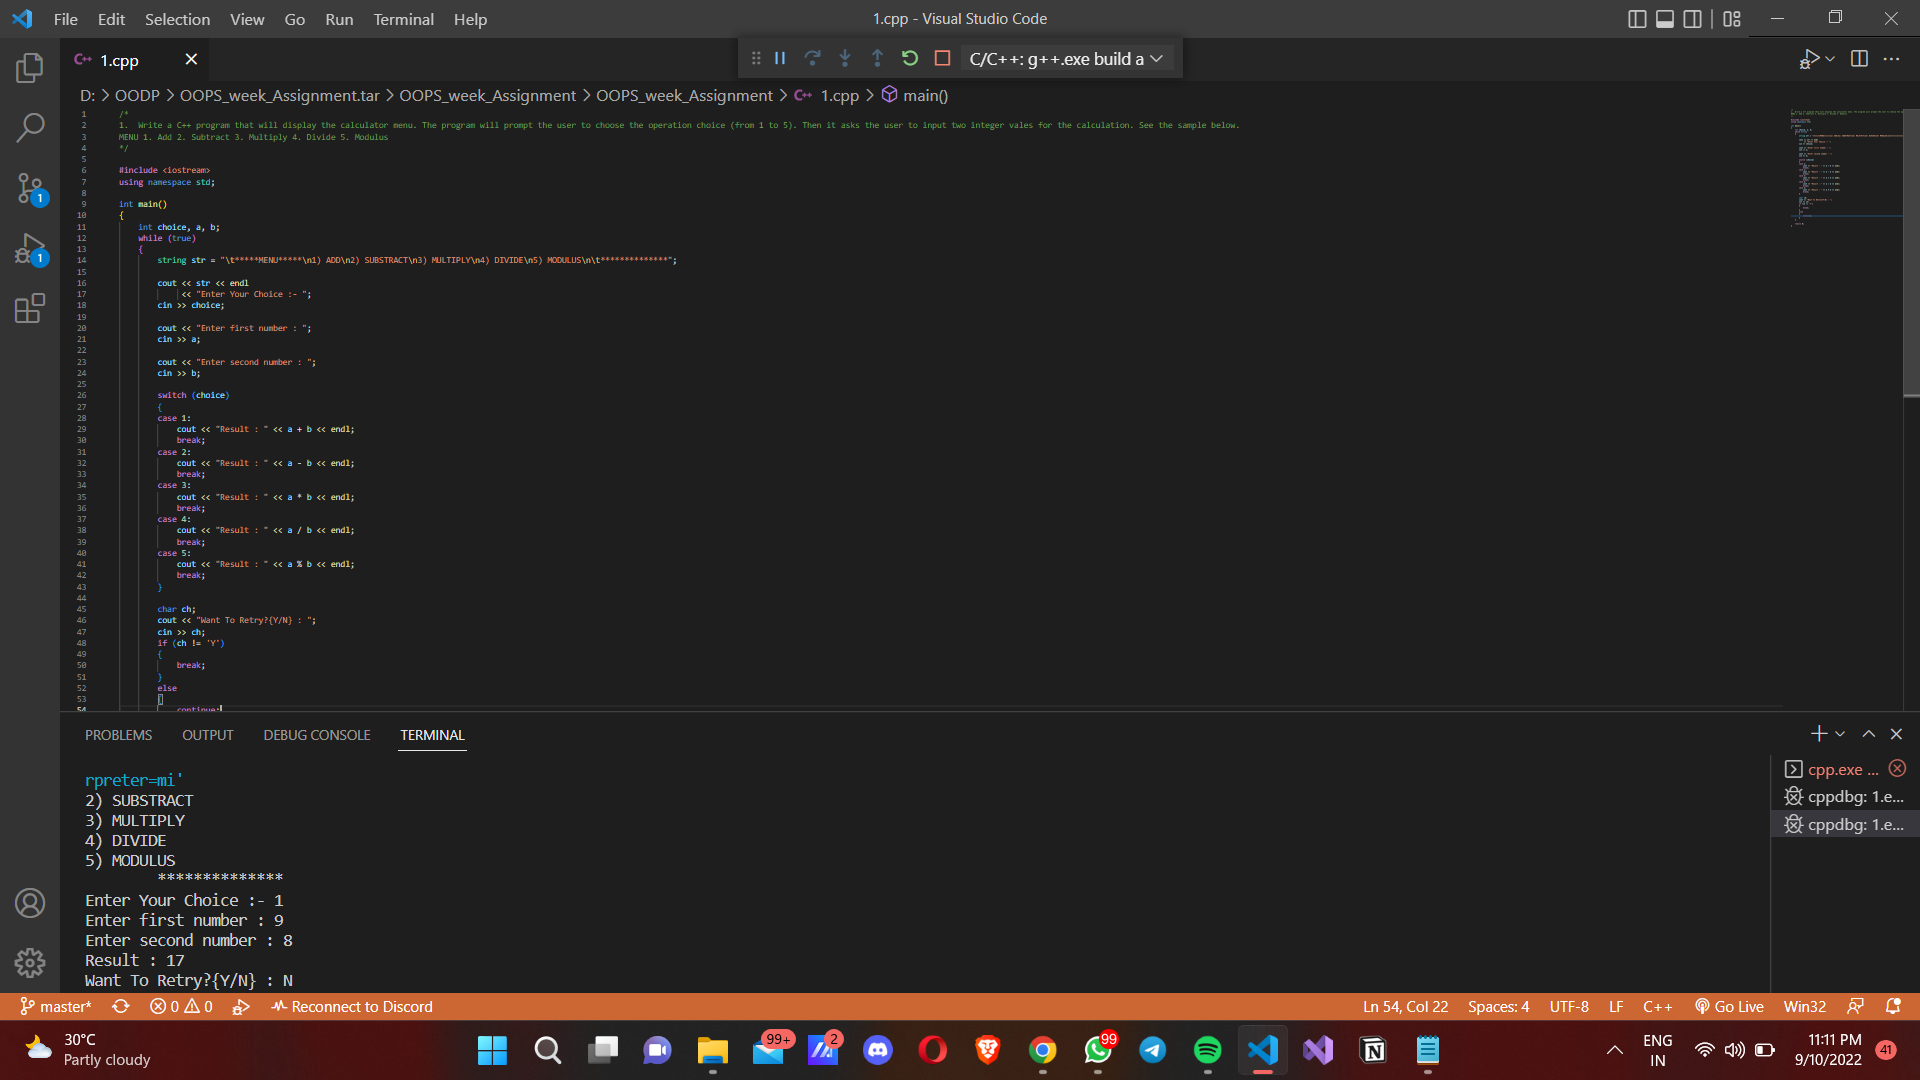 File Edit Selection View Go Run Terminal Help
1.cpp - Visual Studio Code
C++ 1.cpp
C/C++: g++.exe build a
D: > OODP > OOPS_week_Assignment.tar > OOPS_week_Assignment > OOPS_week_Assignment > C++ 1.cpp > main()
1 /*
2 1. Write a C++ program that will display the calculator menu. The program will prompt the user to choose the operation choice (from 1 to 5). Then it asks the user to input two integer vales for the calculation. See the sample below.
3 MENU 1. Add 2. Subtract 3. Multiply 4. Divide 5. Modulus
4 */
5
6 #include <iostream>
7 using namespace std;
8
9 int main()
10 {
11 int choice, a, b;
12 while (true)
13 {
14 string str = "\t*****MENU*****\n1) ADD\n2) SUBSTRACT\n3) MULTIPLY\n4) DIVIDE\n5) MODULUS\n\t**************";
15
16 cout << str << endl
17 << "Enter Your Choice :- ";
18 cin >> choice;
19
20 cout << "Enter first number : ";
21 cin >> a;
22
23 cout << "Enter second number : ";
24 cin >> b;
25
26 switch (choice)
27 {
28 case 1:
29 cout << "Result : " << a + b << endl;
30 break;
31 case 2:
32 cout << "Result : " << a - b << endl;
33 break;
34 case 3:
35 cout << "Result : " << a * b << endl;
36 break;
37 case 4:
38 cout << "Result : " << a / b << endl;
39 break;
40 case 5:
41 cout << "Result : " << a % b << endl;
42 break;
43 }
44
45 char ch;
46 cout << "Want To Retry?{Y/N} : ";
47 cin >> ch;
48 if (ch != 'Y')
49 {
50 break;
51 }
52 else
53 {
54 continue;
PROBLEMS OUTPUT DEBUG CONSOLE TERMINAL
rpreter=mi'
2) SUBSTRACT
3) MULTIPLY
4) DIVIDE
5) MODULUS
**************
Enter Your Choice :- 1
Enter first number : 9
Enter second number : 8
Result : 17
Want To Retry?{Y/N} : N
cpp.exe ...
cppdbg: 1.e...
cppdbg: 1.e...
1
1
master* 0 0 Reconnect to Discord
Ln 54, Col 22 Spaces: 4 UTF-8 LF C++ Go Live Win32
30°C
Partly cloudy
99+
2
99
ENG
IN
11:11 PM
9/10/2022
41